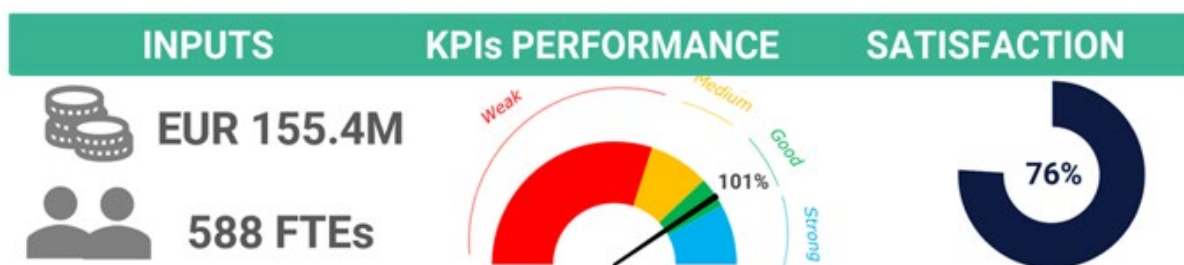 INPUTS
KPIs PERFORMANCE
SATISFACTION
EUR 155.4M
588 FTEs
Weak
Medium
Good
101%
Strong
76%